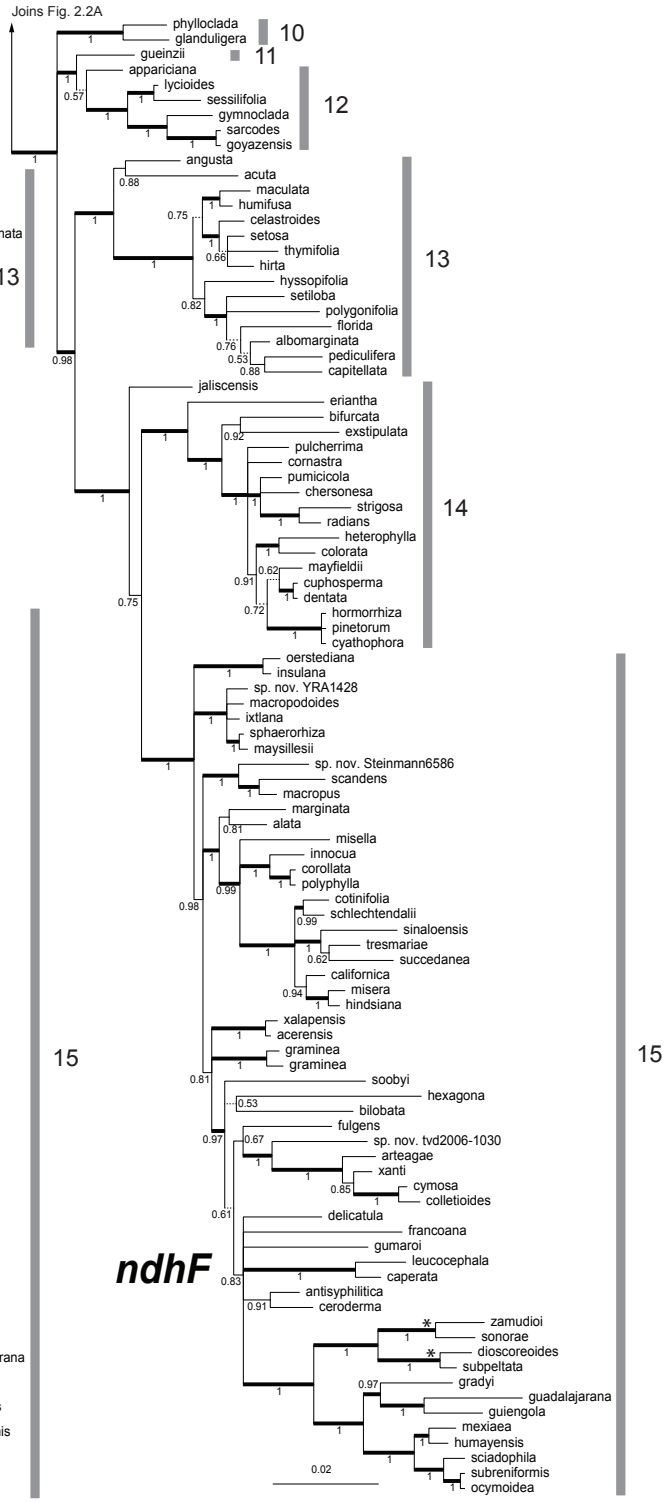 Joins Fig. 2.2A
phylloclada
1
glanduligera
10
gueinzii
11
1
appariciana
0.57
lycioides
1
sessilifolia
12
1
gymnoclada
1
sarcodes
1
goyazensis
1
angusta
0.88
acuta
maculata
0.75
1
humifusa
celastroides
1
setosa
1
thymifolia
0.66
hirta
1
13
13
hyssopifolia
0.82
setiloba
1
polygonifolia
florida
0.76
albomarginata
0.53
pediculifera
0.88
capitellata
0.98
jaliscensis
eriantha
bifurcata
1
0.92
exstipulata
1
pulcherrima
cornastra
pumicicola
1
1
chersonesa
1
strigosa
1
radians
14
heterophylla
1
colorata
0.91
0.62
mayfieldii
cuphosperma
1
dentata
0.72
hormorrhiza
1
pinetorum
cyathophora
0.75
oerstediana
1
insulana
sp. nov. YRA1428
macropodoides
1
ixtlana
sphaerorhiza
1
maysillesii
1
sp. nov. Steinmann6586
1
scandens
1
macropus
marginata
0.81
alata
misella
1
innocua
0.99
1
corollata
1
polyphylla
cotinifolia
0.99
schlechtendalii
sinaloensis
1
1
tresmariae
0.62
succedanea
californica
0.94
misera
1
hindsiana
0.98
xalapensis
1
acerensis
graminea
1
graminea
0.81
15
15
soobyi
hexagona
0.53
bilobata
0.97
fulgens
0.67
sp. nov. tvd2006-1030
1
arteagae
xanti
0.85
cymosa
1
colletioides
0.61
delicatula
francoana
gumaroi
ndhF
leucocephala
0.83
1
caperata
antisyphilitica
0.91
ceroderma
zamudioi
*
1
sonorae
1
dioscoreoides
*
1
subpeltata
1
gradyi
0.97
guadalajarana
1
guiengola
1
mexiaea
1
humayensis
1
sciadophila
1
subreniformis
1
ocymoidea
0.02